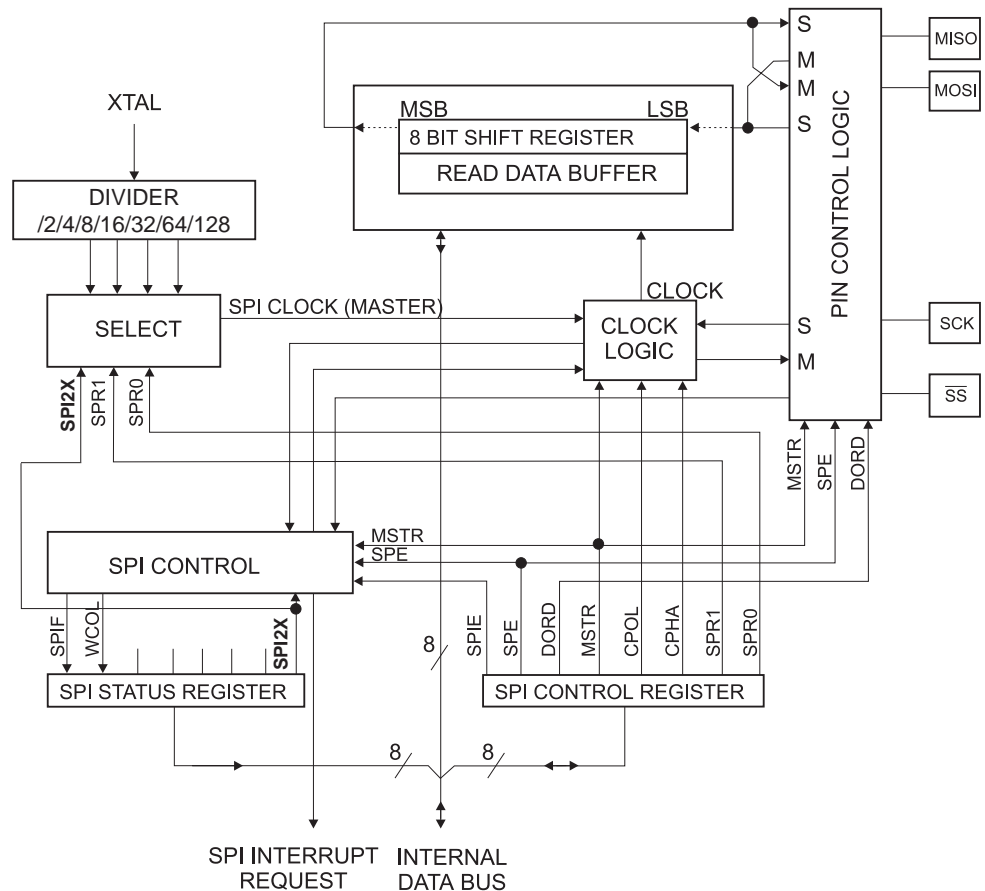 S
MISO
M
M
MOSI
XTAL
MSB
LSB
S
8 BIT SHIFT REGISTER
READ DATA BUFFER
PIN CONTROL LOGIC
DIVIDER
/2/4/8/16/32/64/128
SPI CLOCK (MASTER)
CLOCK
SELECT
CLOCK
LOGIC
S
M
SCK
SS
SPI2X
SPR1
SPR0
MSTR
SPE
DORD
MSTR
SPE
SPI CONTROL
SPIF
WCOL
SPI2X
8
SPIE
SPE
DORD
MSTR
CPOL
CPHA
SPR1
SPR0
SPI STATUS REGISTER
SPI CONTROL REGISTER
8
8
SPI INTERRUPT
REQUEST
INTERNAL
DATA BUS